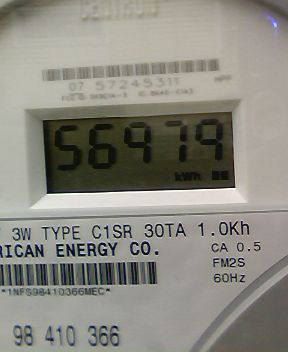 CENTRON
07 57245311
56979
kWh
3W TYPE C1SR 30TA 1.0Kh
RICAN ENERGY CO.
CA 0.5
FM2S
60Hz
*1NFS98410366MEC*
98 410 366